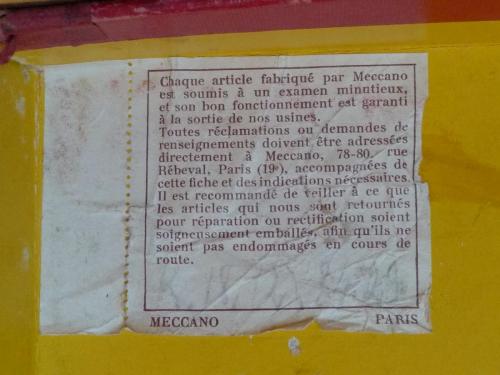 Chaque article fabriqué par Meccano
est soumis à un examen minutieux,
et son bon fonctionnement est garanti
à la sortie de nos usines.
Toutes réclamations ou demandes de
renseignements doivent être adressées
directement à Meccano, 78-80, rue
Rébeval, Paris (19e), accompagnées de
cette fiche et des indications nécessaires.
Il est recommandé de veiller à ce que
les articles qui nous sont retournés
pour réparation ou rectification soient
soigneusement emballés, afin qu'ils ne
soient pas endommagés en cours de
route.
MECCANO PARIS